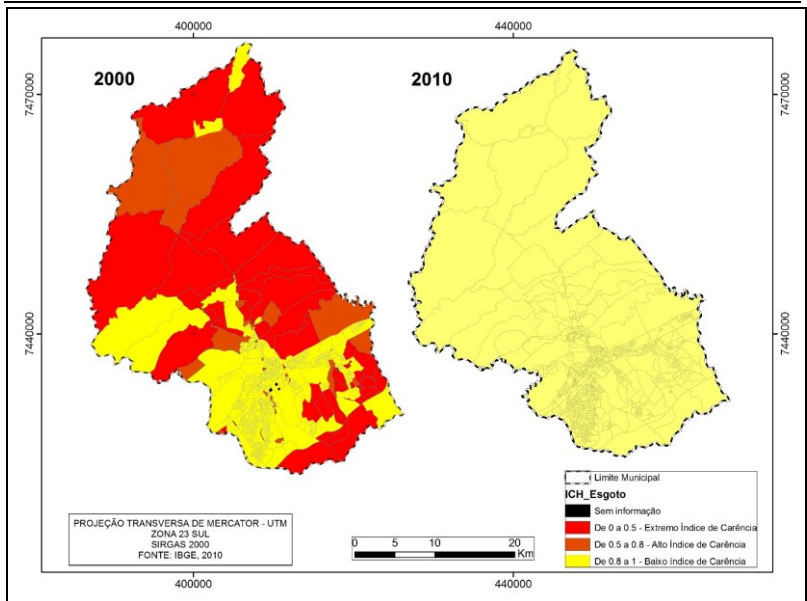 400000
440000
2000
2010
7470000
7470000
7440000
7440000
Limite Municipal
ICH_Esgoto
Sem informação
De 0 a 0.5 - Extremo Índice de Carência
De 0.5 a 0.8 - Alto Índice de Carência
De 0.8 a 1 - Baixo Índice de Carência
PROJEÇÃO TRANSVERSA DE MERCATOR - UTM
ZONA 23 SUL
SIRGAS 2000
FONTE: IBGE, 2010
0 5 10 20
Km
400000
440000